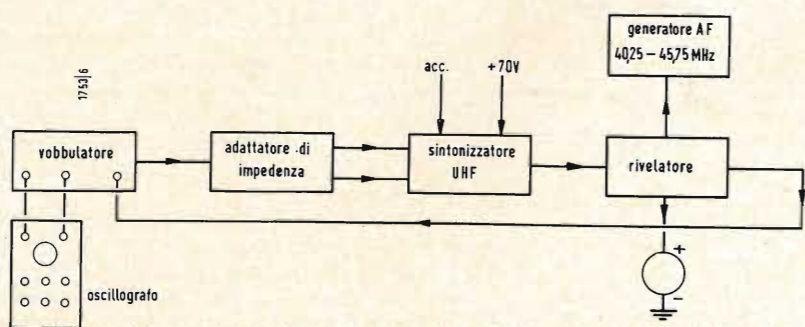 generatore AF
40,25 – 45,75 MHz
acc.
+70V
1753|6
vobbulatore
adattatore di
impedenza
sintonizzatore
UHF
rivelatore
+
-
oscillografo